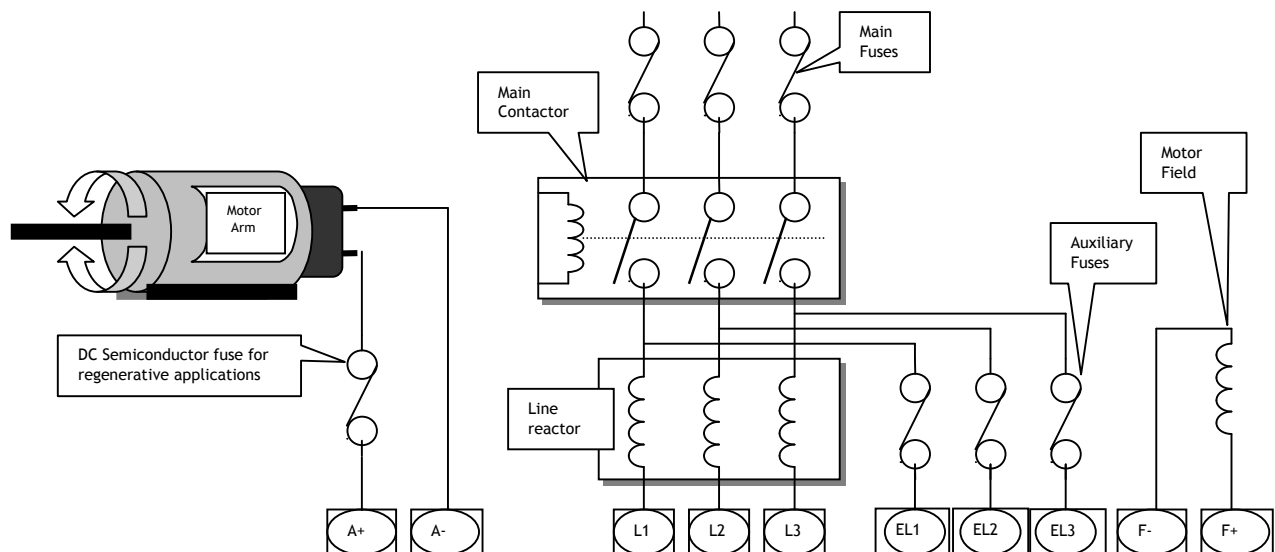 Main
Fuses
Main
Contactor
Motor
Field
Motor
Arm
Auxiliary
Fuses
DC Semiconductor fuse for
regenerative applications
Line
reactor
A+
A-
L1
L2
L3
EL1
EL2
EL3
F-
F+